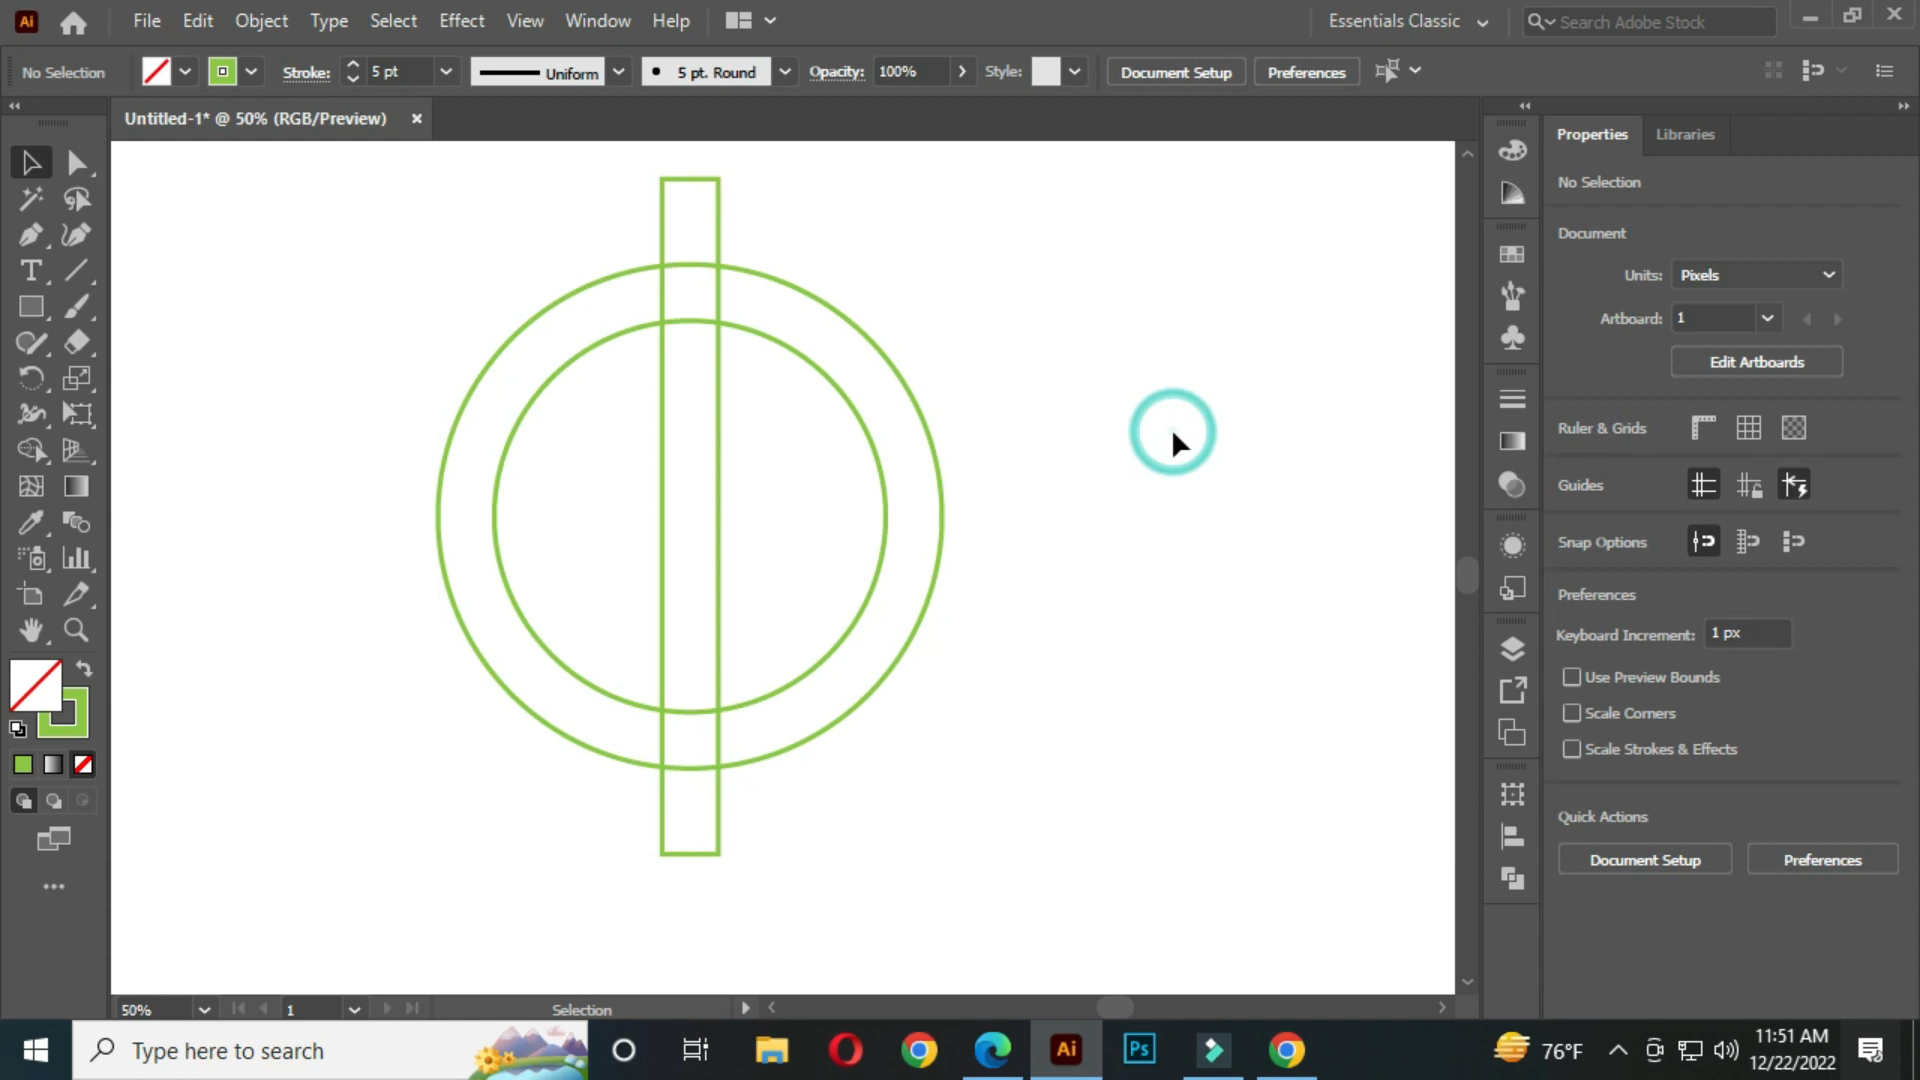 Ai File Edit Object Type Select Effect View Window Help Essentials Classic Search Adobe Stock
No Selection Stroke: 5 pt Uniform 5 pt. Round Opacity: 100% Style: Document Setup Preferences
Untitled-1* @ 50% (RGB/Preview)
Properties Libraries
No Selection
Document
Units: Pixels
Artboard: 1
Edit Artboards
Ruler & Grids
Guides
Snap Options
Preferences
Keyboard Increment: 1 px
Use Preview Bounds
Scale Corners
Scale Strokes & Effects
Quick Actions
Document Setup Preferences
50% 1 Selection
Type here to search Ai Ps 76°F 11:51 AM
12/22/2022